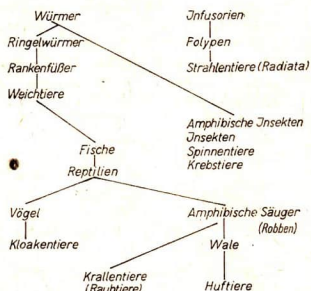 Würmer
Jnfusorien
Ringelwürmer
Folypen
Rankenfüßer
Strahlentiere (Radiata)
Weichtiere
Amphibische Jnsekten
Jnsekten
Spinnentiere
Krebstiere
Fische
Reptilien
Vögel
Amphibische Säuger
(Robben)
Kloakentiere
Wale
Krallentiere
(Raubtiere)
Huftiere